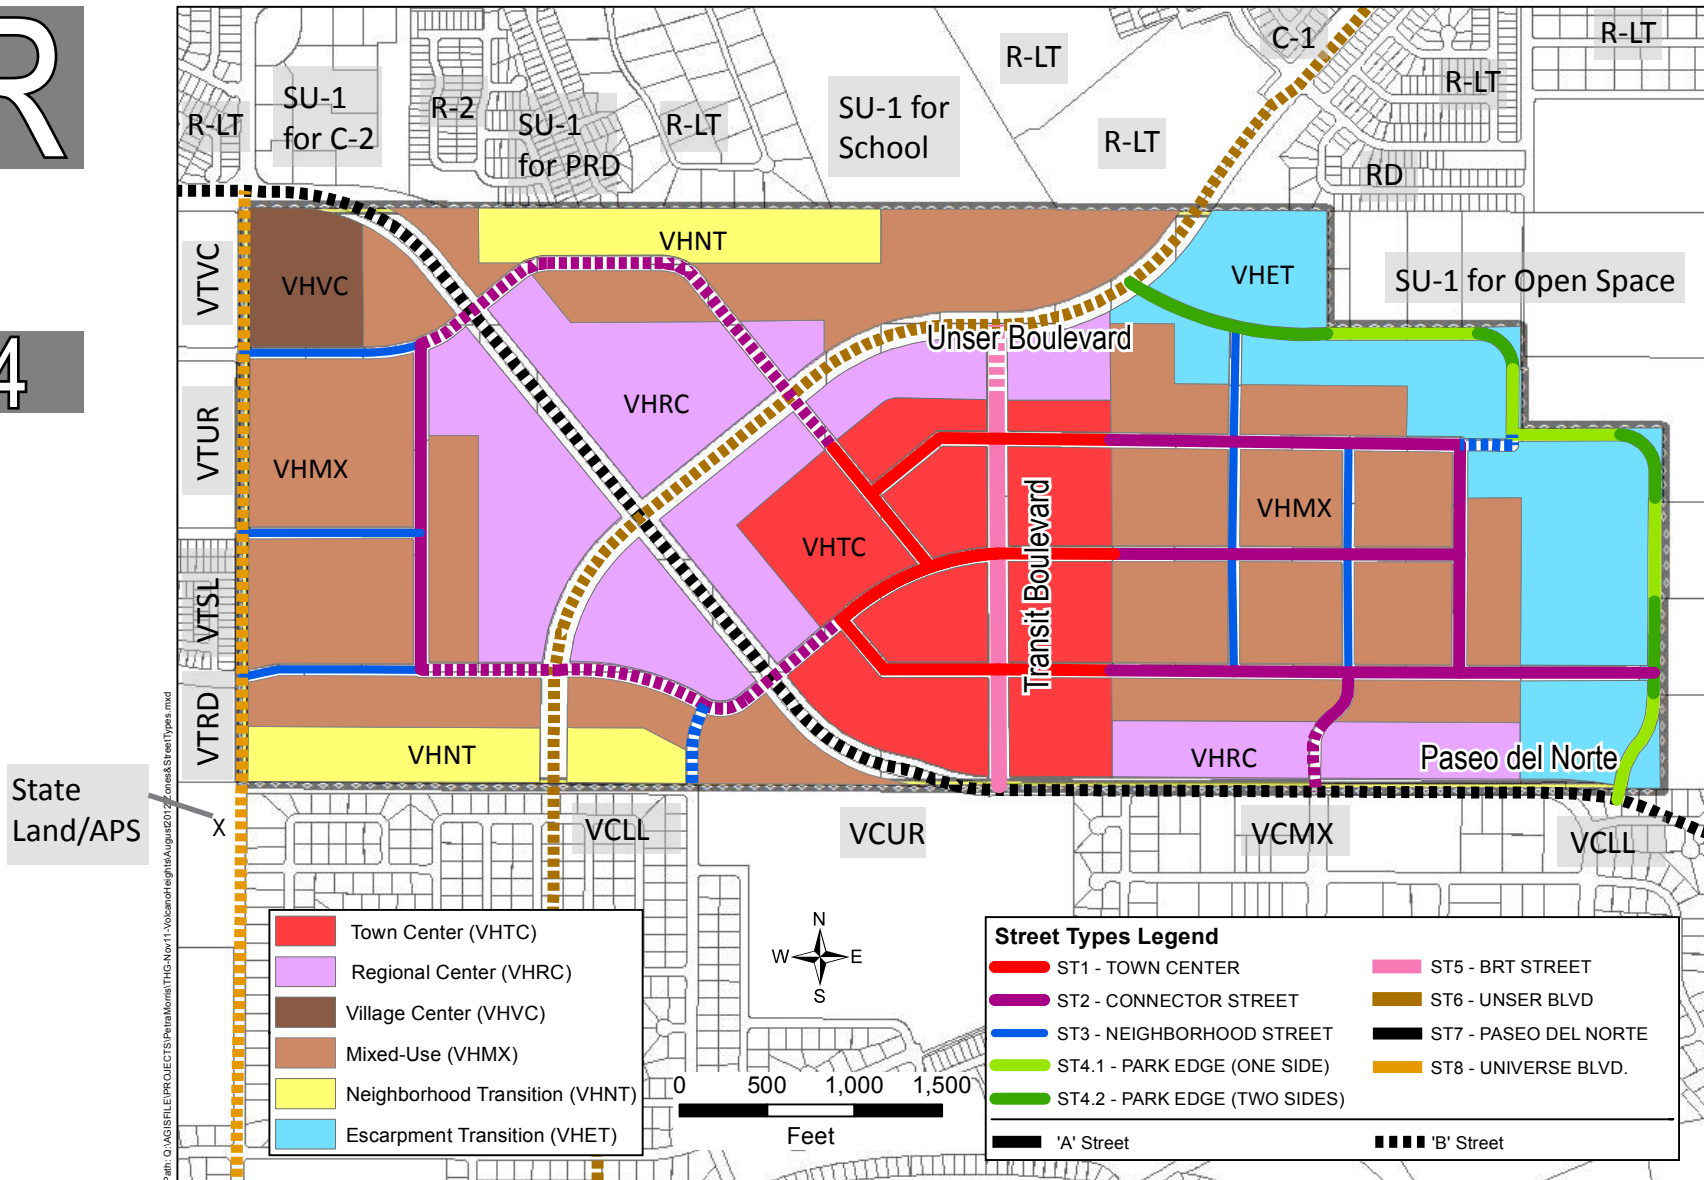 R
4
R-LT
SU-1
for C-2
R-2
SU-1
for PRD
R-LT
SU-1 for
School
R-LT
R-LT
C-1
R-LT
R-LT
RD
SU-1 for Open Space
VTVC
VTUR
VTSL
VTRD
VHVC
VHNT
VHET
Unser Boulevard
VHRC
VHMX
VHTC
Transit Boulevard
VHMX
VHNT
VHRC
Paseo del Norte
State
Land/APS
X
VCLL
VCUR
VCMX
VCLL
Town Center (VHTC)
Regional Center (VHRC)
Village Center (VHVC)
Mixed-Use (VHMX)
Neighborhood Transition (VHNT)
Escarpment Transition (VHET)
N
W E
S
0 500 1,000 1,500
Feet
Street Types Legend
ST1 - TOWN CENTER
ST2 - CONNECTOR STREET
ST3 - NEIGHBORHOOD STREET
ST4.1 - PARK EDGE (ONE SIDE)
ST4.2 - PARK EDGE (TWO SIDES)
ST5 - BRT STREET
ST6 - UNSER BLVD
ST7 - PASEO DEL NORTE
ST8 - UNIVERSE BLVD.
'A' Street
'B' Street